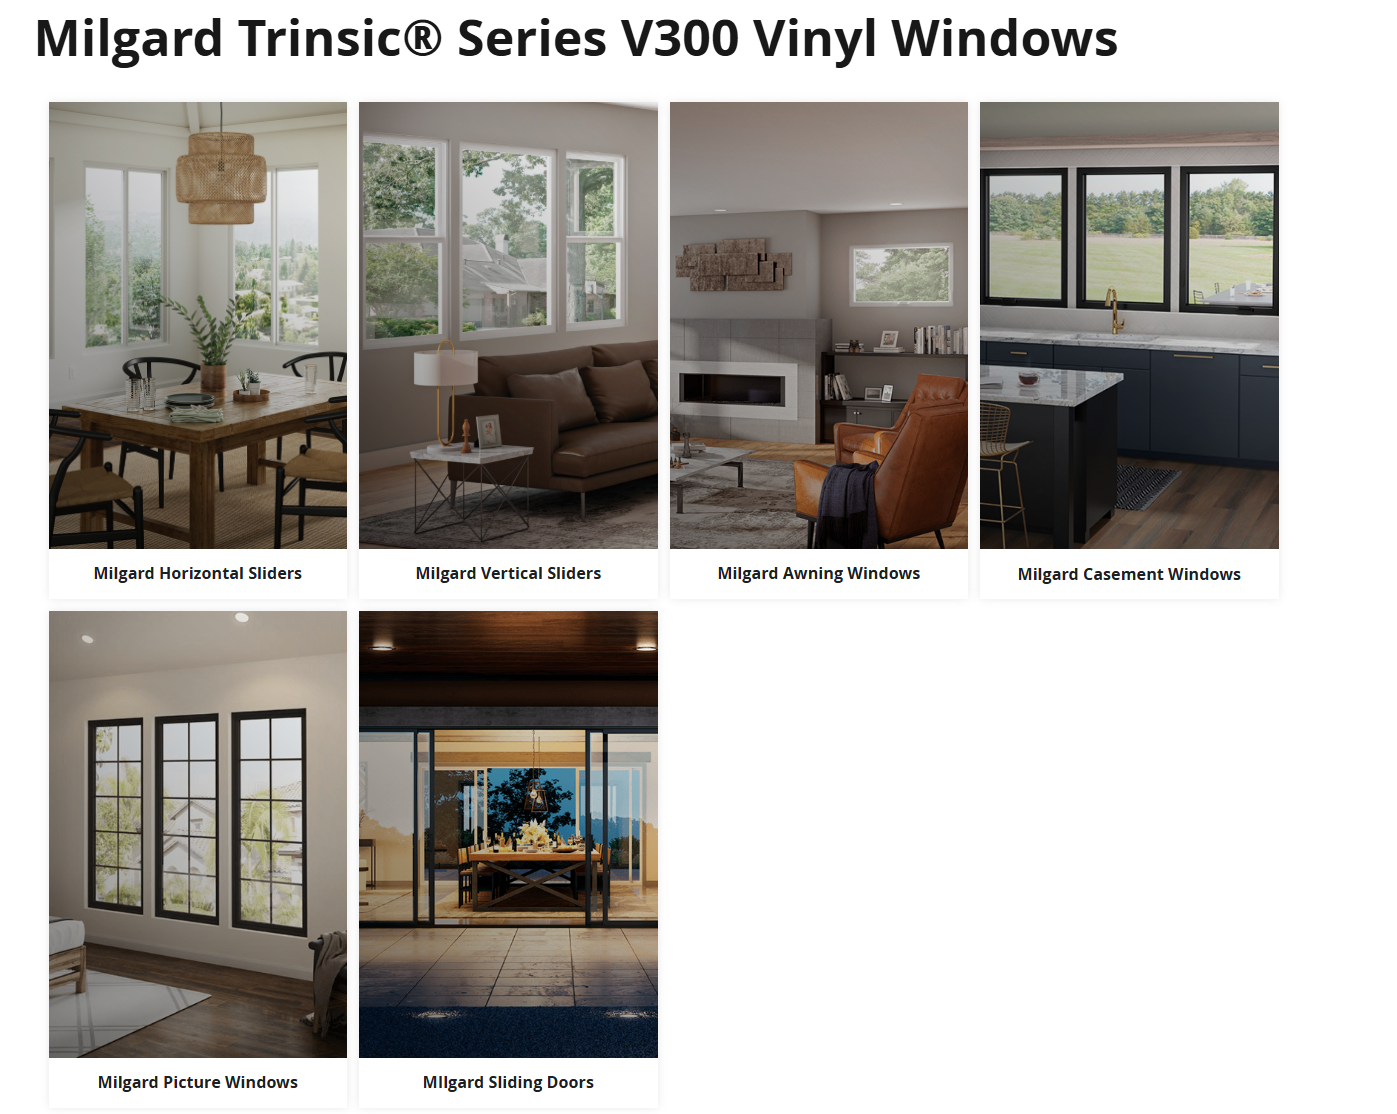 Milgard Trinsic® Series V300 Vinyl Windows
Milgard Horizontal Sliders
Milgard Vertical Sliders
Milgard Awning Windows
Milgard Casement Windows
Milgard Picture Windows
MIlgard Sliding Doors